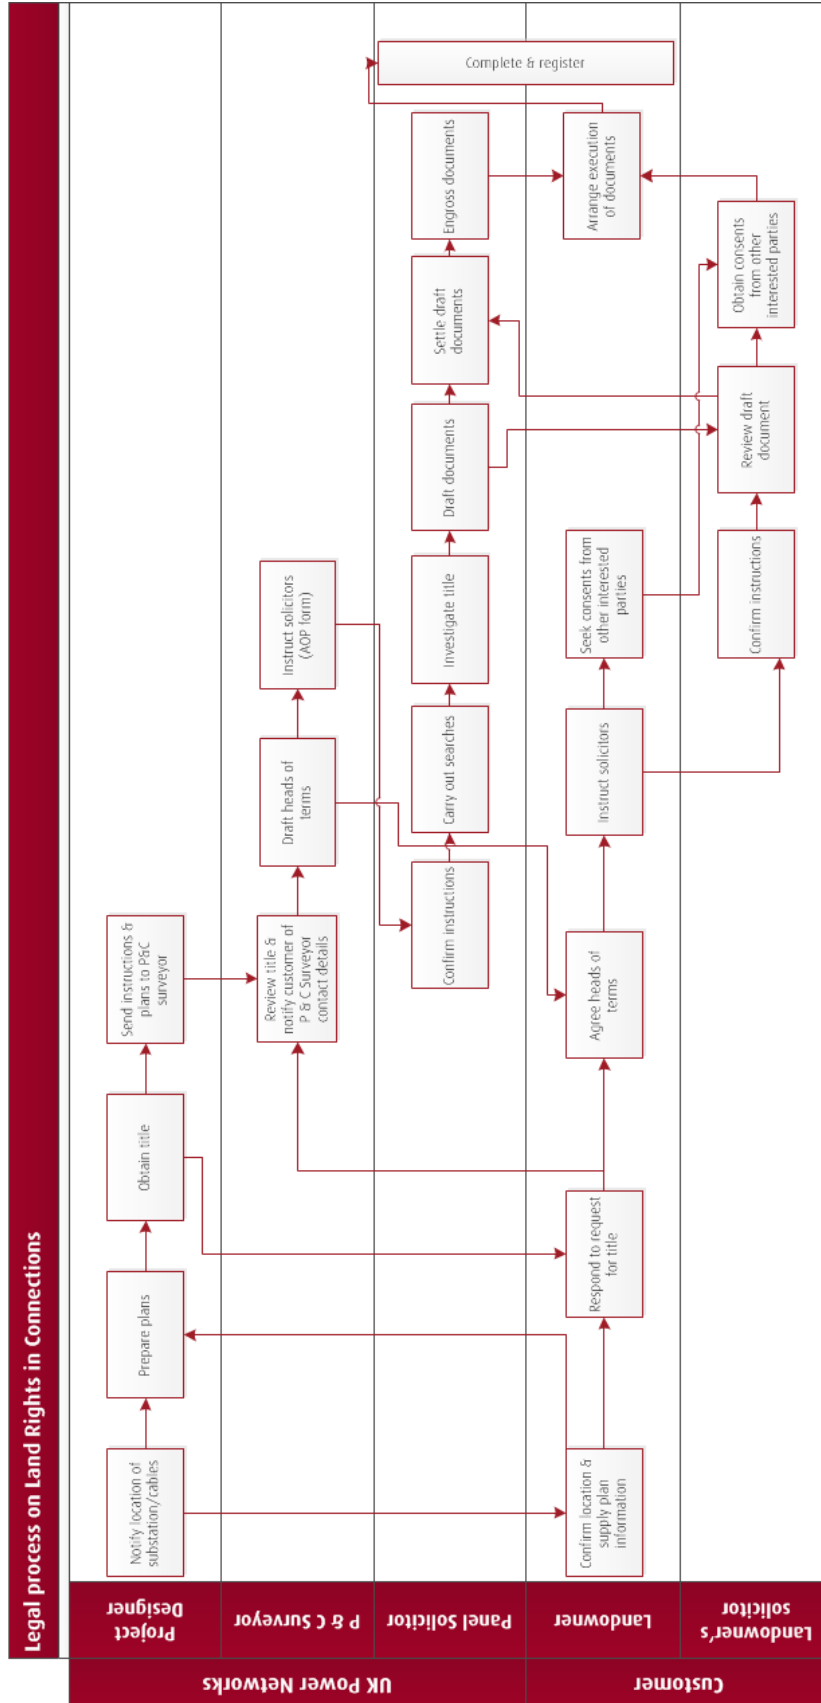 Legal process on Land Rights in Connections
UK Power Networks
Project
Designer
Notify location of
substation/cables
Prepare plans
Obtain title
Send instructions &
plans to P&C
surveyor
P & C Surveyor
Review title &
notify customer of
P & C Surveyor
contact details
Draft heads of
terms
Instruct solicitors
(AOP form)
Panel Solicitor
Confirm instructions
Carry out searches
Investigate title
Draft documents
Settle draft
documents
Engross documents
Complete & register
Customer
Landowner
Confirm location &
supply plan
information
Respond to request
for title
Agree heads of
terms
Instruct solicitors
Seek consents from
other interested
parties
Arrange execution
of documents
Landowner's
solicitor
Confirm instructions
Review draft
document
Obtain consents
from other
interested parties